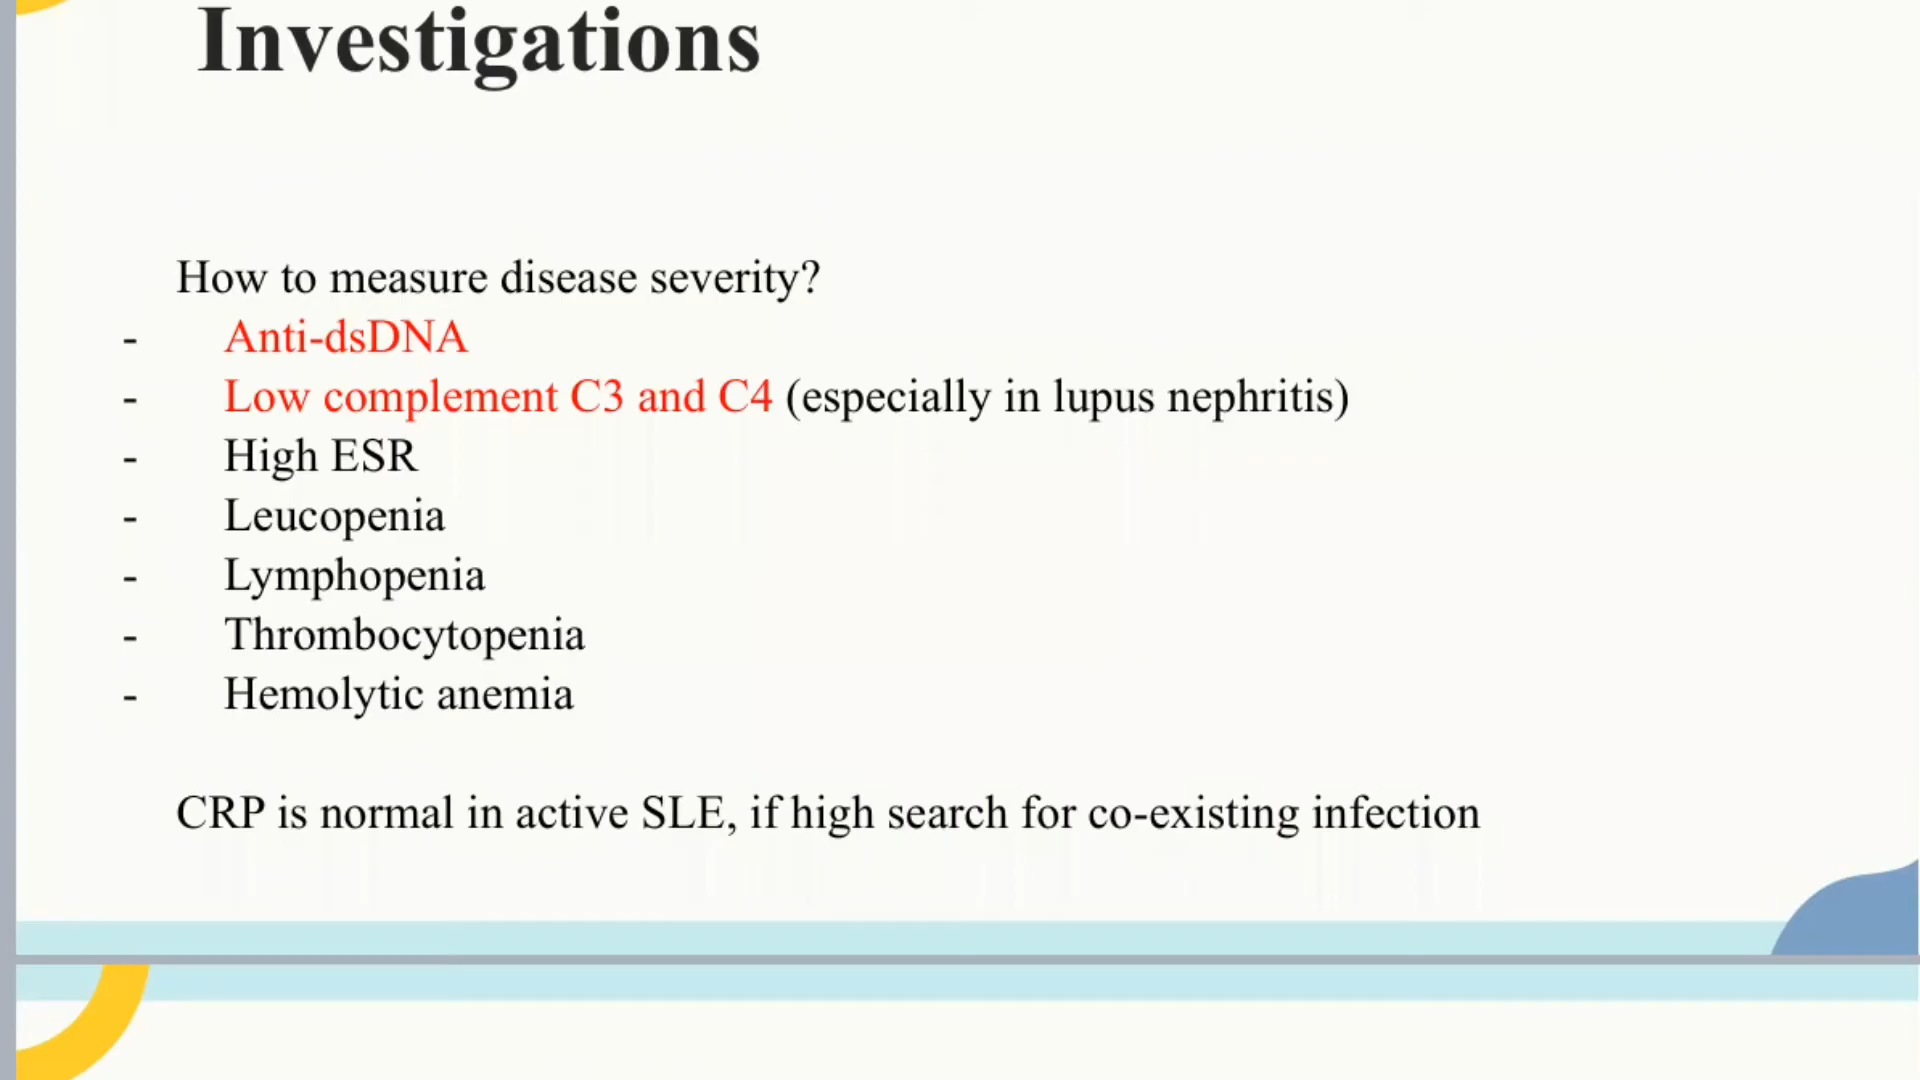 Investigations
How to measure disease severity?
- Anti-dsDNA
- Low complement C3 and C4 (especially in lupus nephritis)
- High ESR
- Leucopenia
- Lymphopenia
- Thrombocytopenia
- Hemolytic anemia
CRP is normal in active SLE, if high search for co-existing infection